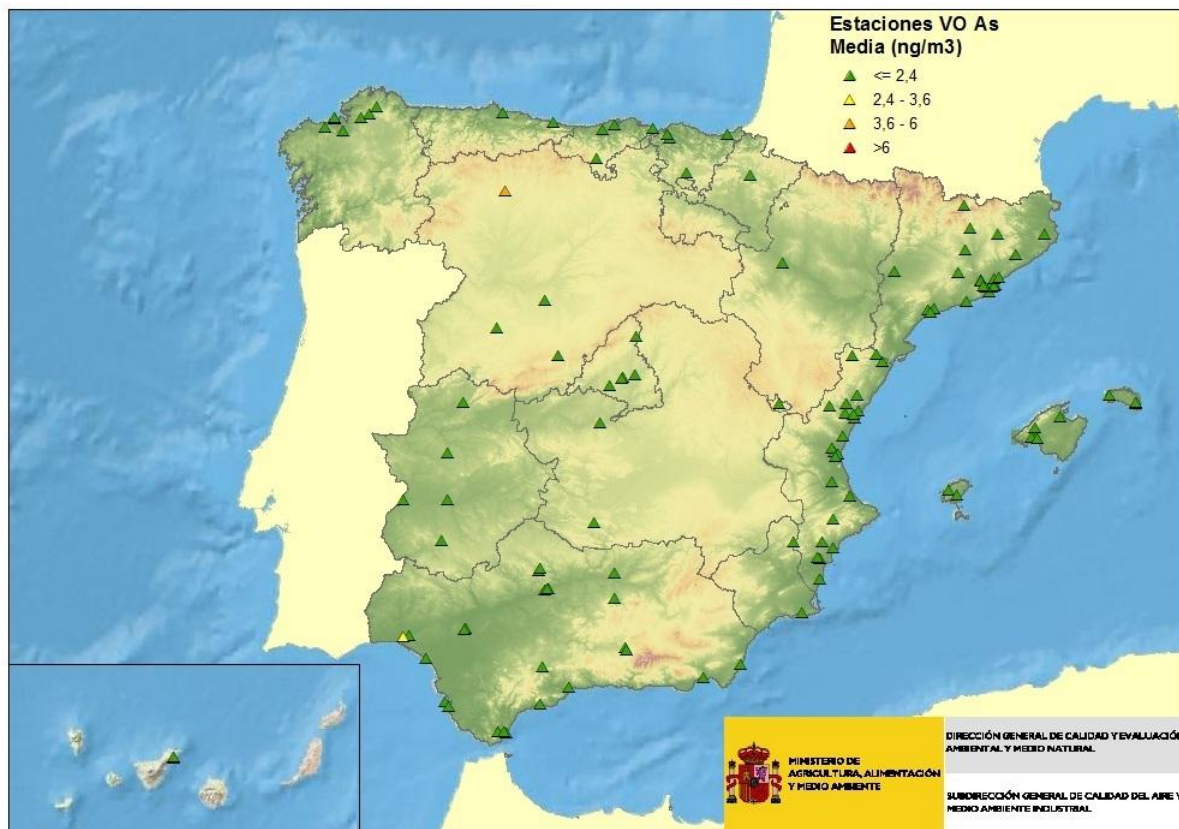 Estaciones VO As
Media (ng/m3)
<= 2,4
2,4 - 3,6
3,6 - 6
>6
MINISTERIO DE
AGRICULTURA, ALIMENTACIÓN
Y MEDIO AMBIENTE
DIRECCIÓN GENERAL DE CALIDAD Y EVALUACIÓN
AMBIENTAL Y MEDIO NATURAL
SUBDIRECCIÓN GENERAL DE CALIDAD DEL AIRE Y
MEDIO AMBIENTE INDUSTRIAL